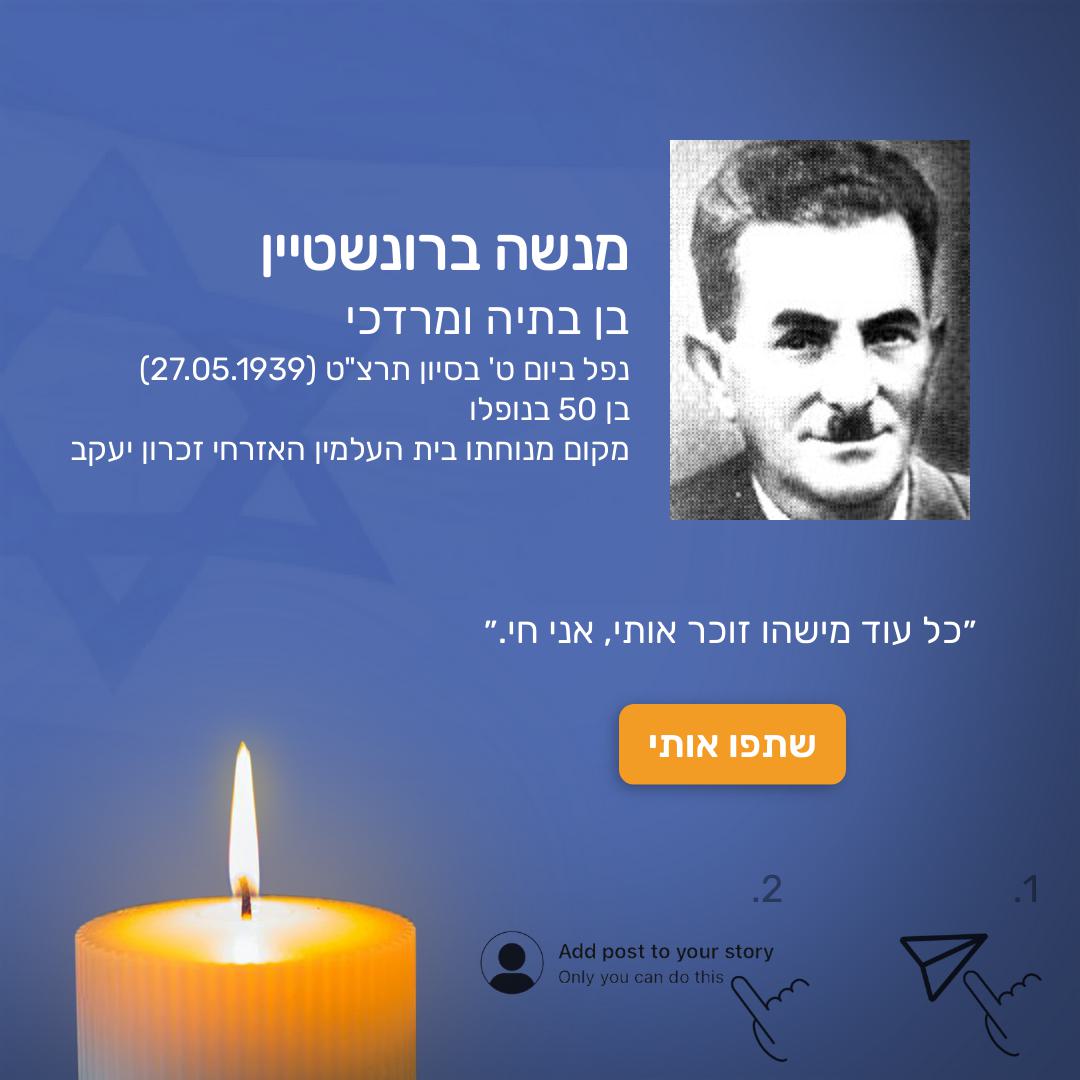 מנשה ברונשטיין
בן בתיה ומרדכי
נפל ביום ט' בסיון תרצ"ט (27.05.1939)
בן 50 בנופלו
מקום מנוחתו בית העלמין האזרחי זכרון יעקב
״כל עוד מישהו זוכר אותי, אני חי.״
שתפו אותי
.1
.2
Add post to your story
Only you can do this